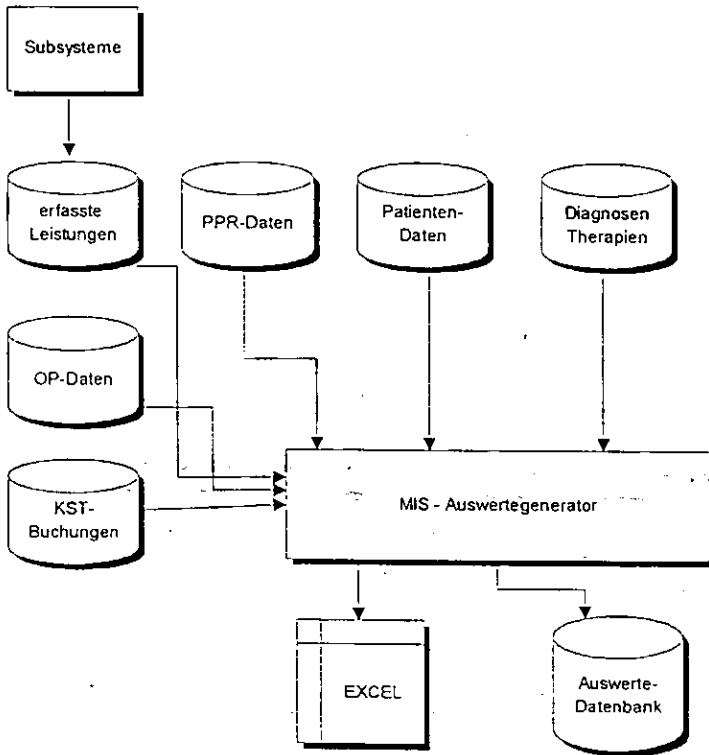 Subsysteme
erfasste
Leistungen
PPR-Daten
Patienten-
Daten
Diagnosen
Therapien
OP-Daten
KST-
Buchungen
MIS - Auswertegenerator
EXCEL
Auswerte-
Datenbank